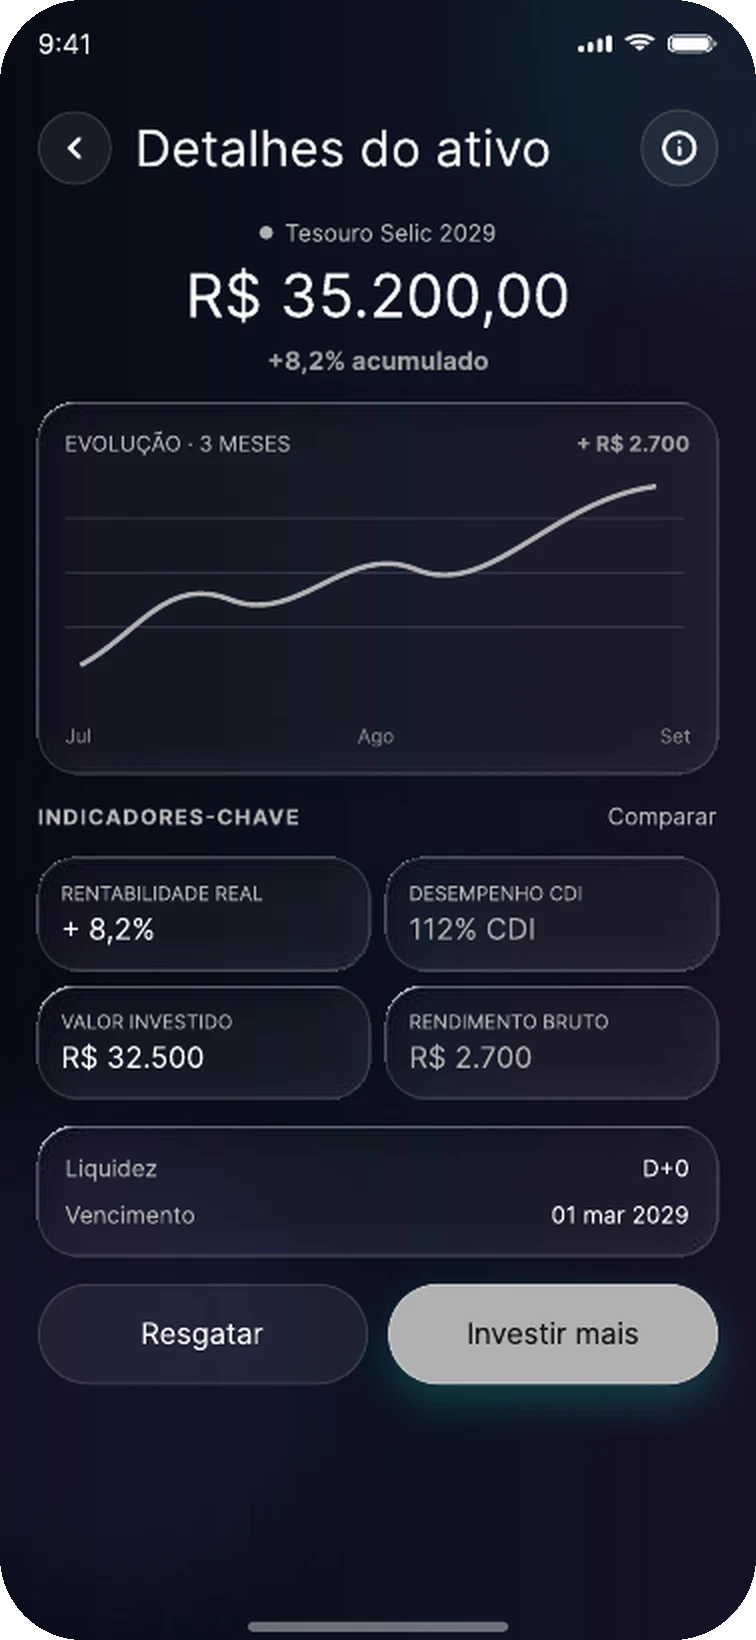 9:41
Detalhes do ativo
Tesouro Selic 2029
R$ 35.200,00
+8,2% acumulado
EVOLUÇÃO · 3 MESES + R$ 2.700
Jul Ago Set
INDICADORES-CHAVE Comparar
RENTABILIDADE REAL DESEMPENHO CDI
+ 8,2% 112% CDI
VALOR INVESTIDO RENDIMENTO BRUTO
R$ 32.500 R$ 2.700
Liquidez D+0
Vencimento 01 mar 2029
Resgatar Investir mais